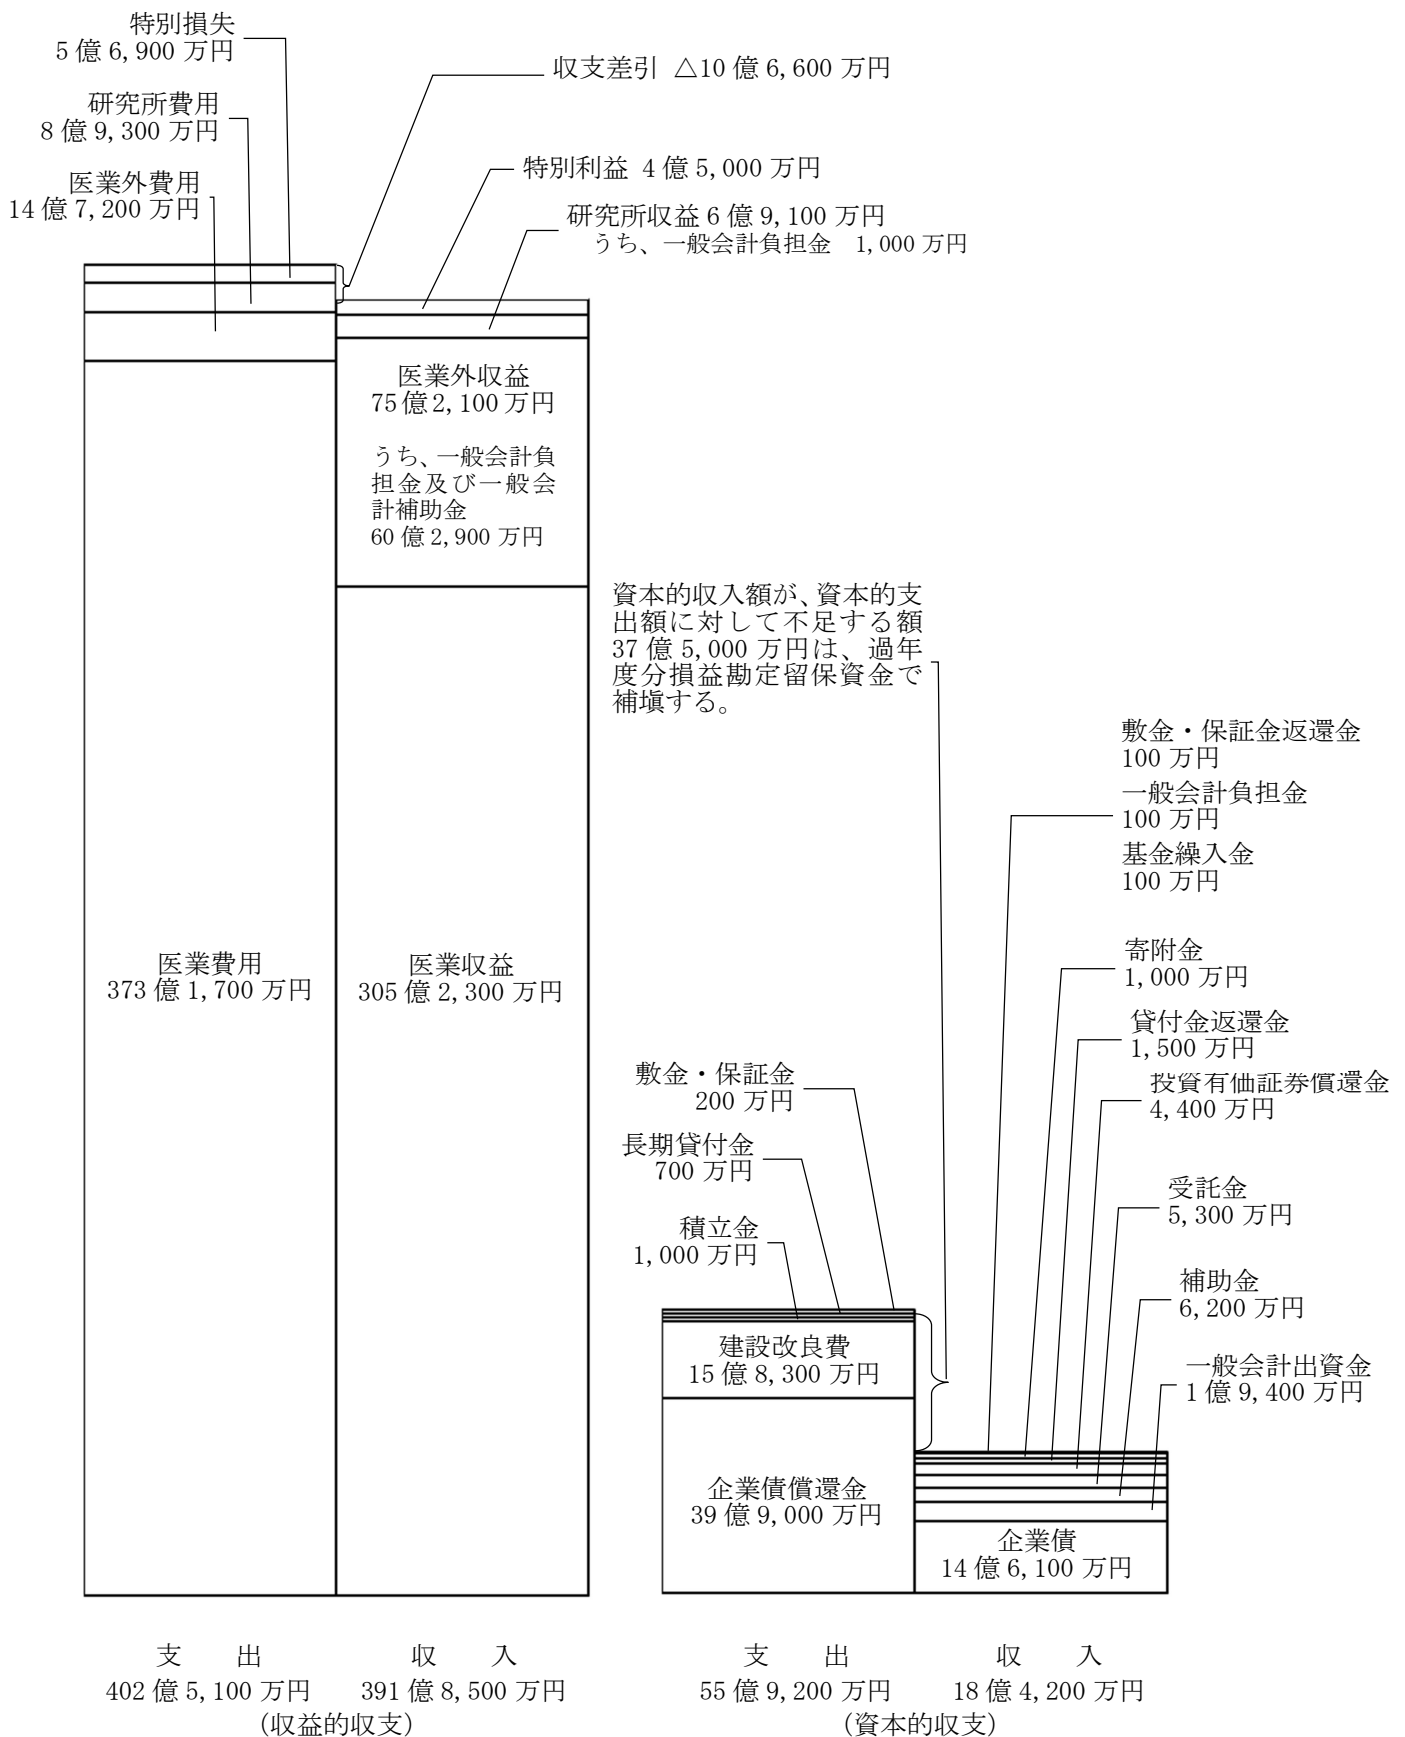 特別損失
5億6,900万円
研究所費用
8億9,300万円
医業外費用
14億7,200万円
収支差引 △10億6,600万円
特別利益 4億5,000万円
研究所収益6億9,100万円
うち、一般会計負担金 1,000万円
医業外収益
75億2,100万円
うち、一般会計負
担金及び一般会
計補助金
60億2,900万円
医業費用
373億1,700万円
医業収益
305億2,300万円
支 出
402億5,100万円
収 入
391億8,500万円
(収益的収支)
資本的収入額が、資本的支
出額に対して不足する額
37億5,000万円は、過年
度分損益勘定留保資金で
補塡する。
敷金・保証金返還金
100万円
一般会計負担金
100万円
基金繰入金
100万円
寄附金
1,000万円
貸付金返還金
1,500万円
投資有価証券償還金
4,400万円
受託金
5,300万円
補助金
6,200万円
一般会計出資金
1億9,400万円
敷金・保証金
200万円
長期貸付金
700万円
積立金
1,000万円
建設改良費
15億8,300万円
企業債償還金
39億9,000万円
企業債
14億6,100万円
支 出
55億9,200万円
収 入
18億4,200万円
(資本的収支)